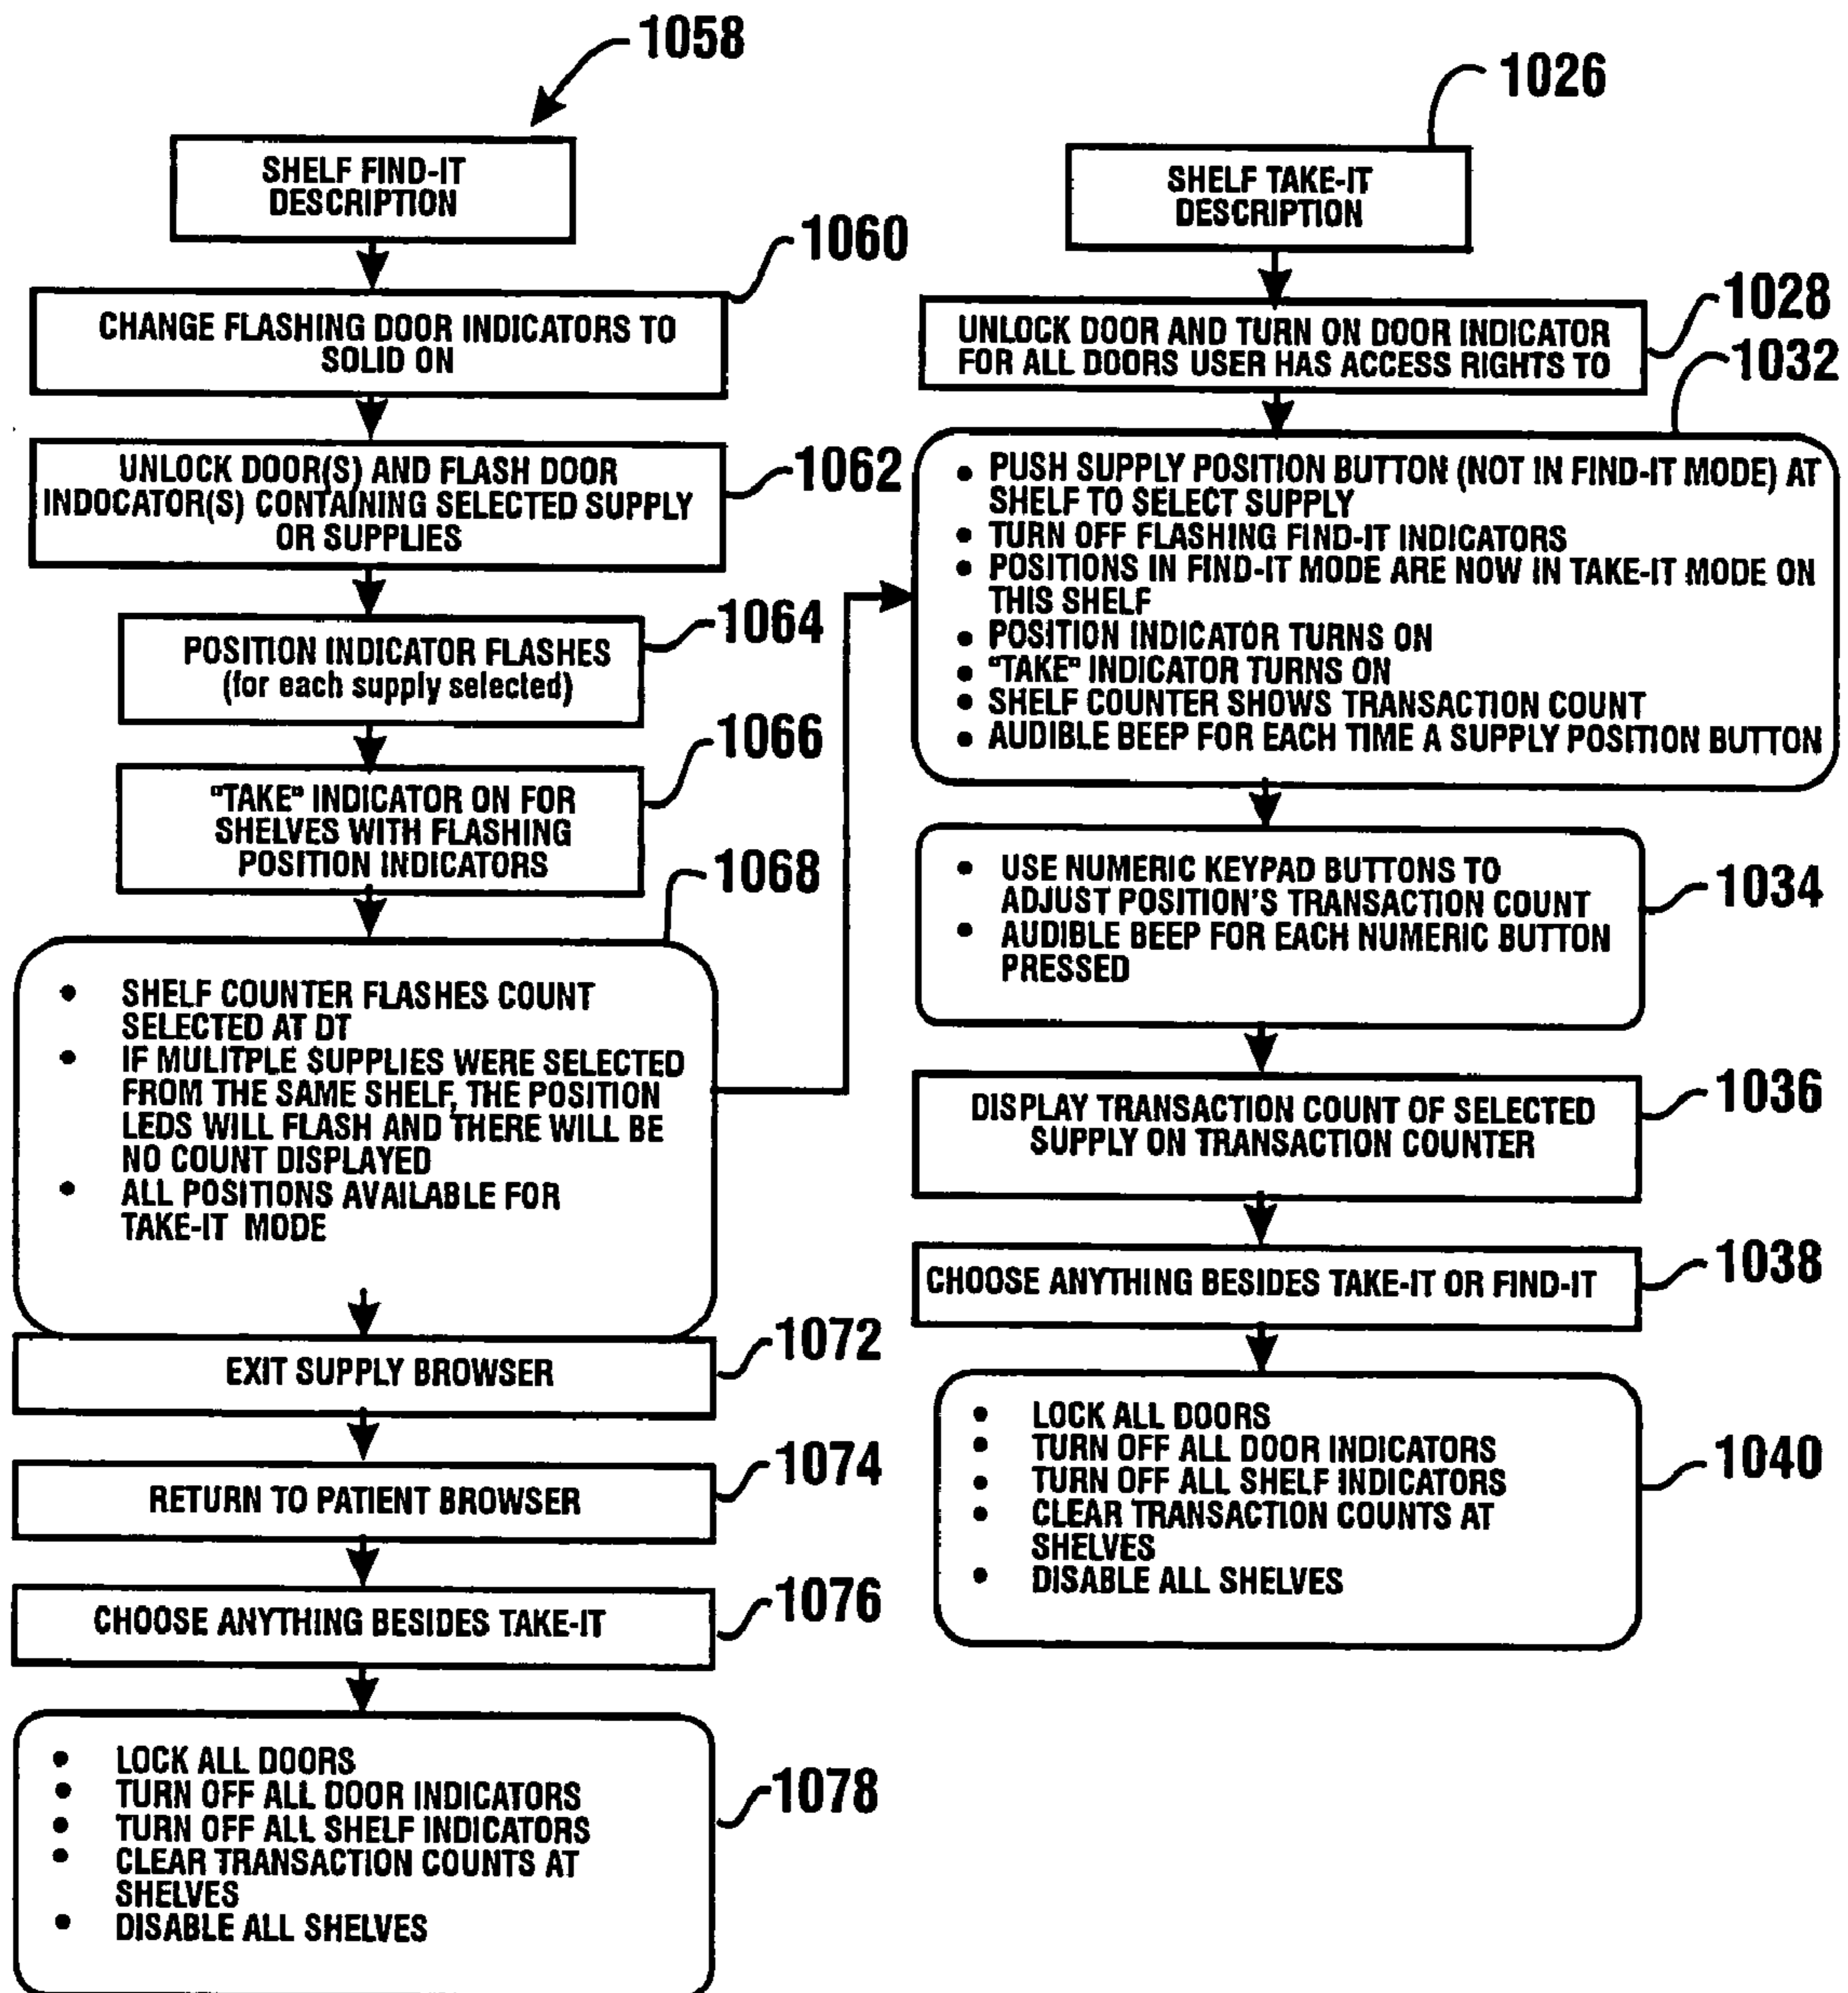 1058
SHELF FIND-IT
DESCRIPTION
1060
CHANGE FLASHING DOOR INDICATORS TO
SOLID ON
1062
UNLOCK DOOR(S) AND FLASH DOOR
INDOCATOR(S) CONTAINING SELECTED SUPPLY
OR SUPPLIES
1064
POSITION INDICATOR FLASHES
(for each supply selected)
1066
"TAKE" INDICATOR ON FOR
SHELVES WITH FLASHING
POSITION INDICATORS
1068
• SHELF COUNTER FLASHES COUNT
SELECTED AT DT
• IF MULITPLE SUPPLIES WERE SELECTED
FROM THE SAME SHELF, THE POSITION
LEDS WILL FLASH AND THERE WILL BE
NO COUNT DISPLAYED
• ALL POSITIONS AVAILABLE FOR
TAKE-IT MODE
1072
EXIT SUPPLY BROWSER
1074
RETURN TO PATIENT BROWSER
1076
CHOOSE ANYTHING BESIDES TAKE-IT
1078
• LOCK ALL DOORS
• TURN OFF ALL DOOR INDICATORS
• TURN OFF ALL SHELF INDICATORS
• CLEAR TRANSACTION COUNTS AT
SHELVES
• DISABLE ALL SHELVES
1026
SHELF TAKE-IT
DESCRIPTION
1028
UNLOCK DOOR AND TURN ON DOOR INDICATOR
FOR ALL DOORS USER HAS ACCESS RIGHTS TO
1032
• PUSH SUPPLY POSITION BUTTON (NOT IN FIND-IT MODE) AT
SHELF TO SELECT SUPPLY
• TURN OFF FLASHING FIND-IT INDICATORS
• POSITIONS IN FIND-IT MODE ARE NOW IN TAKE-IT MODE ON
THIS SHELF
• POSITION INDICATOR TURNS ON
• "TAKE" INDICATOR TURNS ON
• SHELF COUNTER SHOWS TRANSACTION COUNT
• AUDIBLE BEEP FOR EACH TIME A SUPPLY POSITION BUTTON
1034
• USE NUMERIC KEYPAD BUTTONS TO
ADJUST POSITION'S TRANSACTION COUNT
• AUDIBLE BEEP FOR EACH NUMERIC BUTTON
PRESSED
1036
DISPLAY TRANSACTION COUNT OF SELECTED
SUPPLY ON TRANSACTION COUNTER
1038
CHOOSE ANYTHING BESIDES TAKE-IT OR FIND-IT
1040
• LOCK ALL DOORS
• TURN OFF ALL DOOR INDICATORS
• TURN OFF ALL SHELF INDICATORS
• CLEAR TRANSACTION COUNTS AT
SHELVES
• DISABLE ALL SHELVES